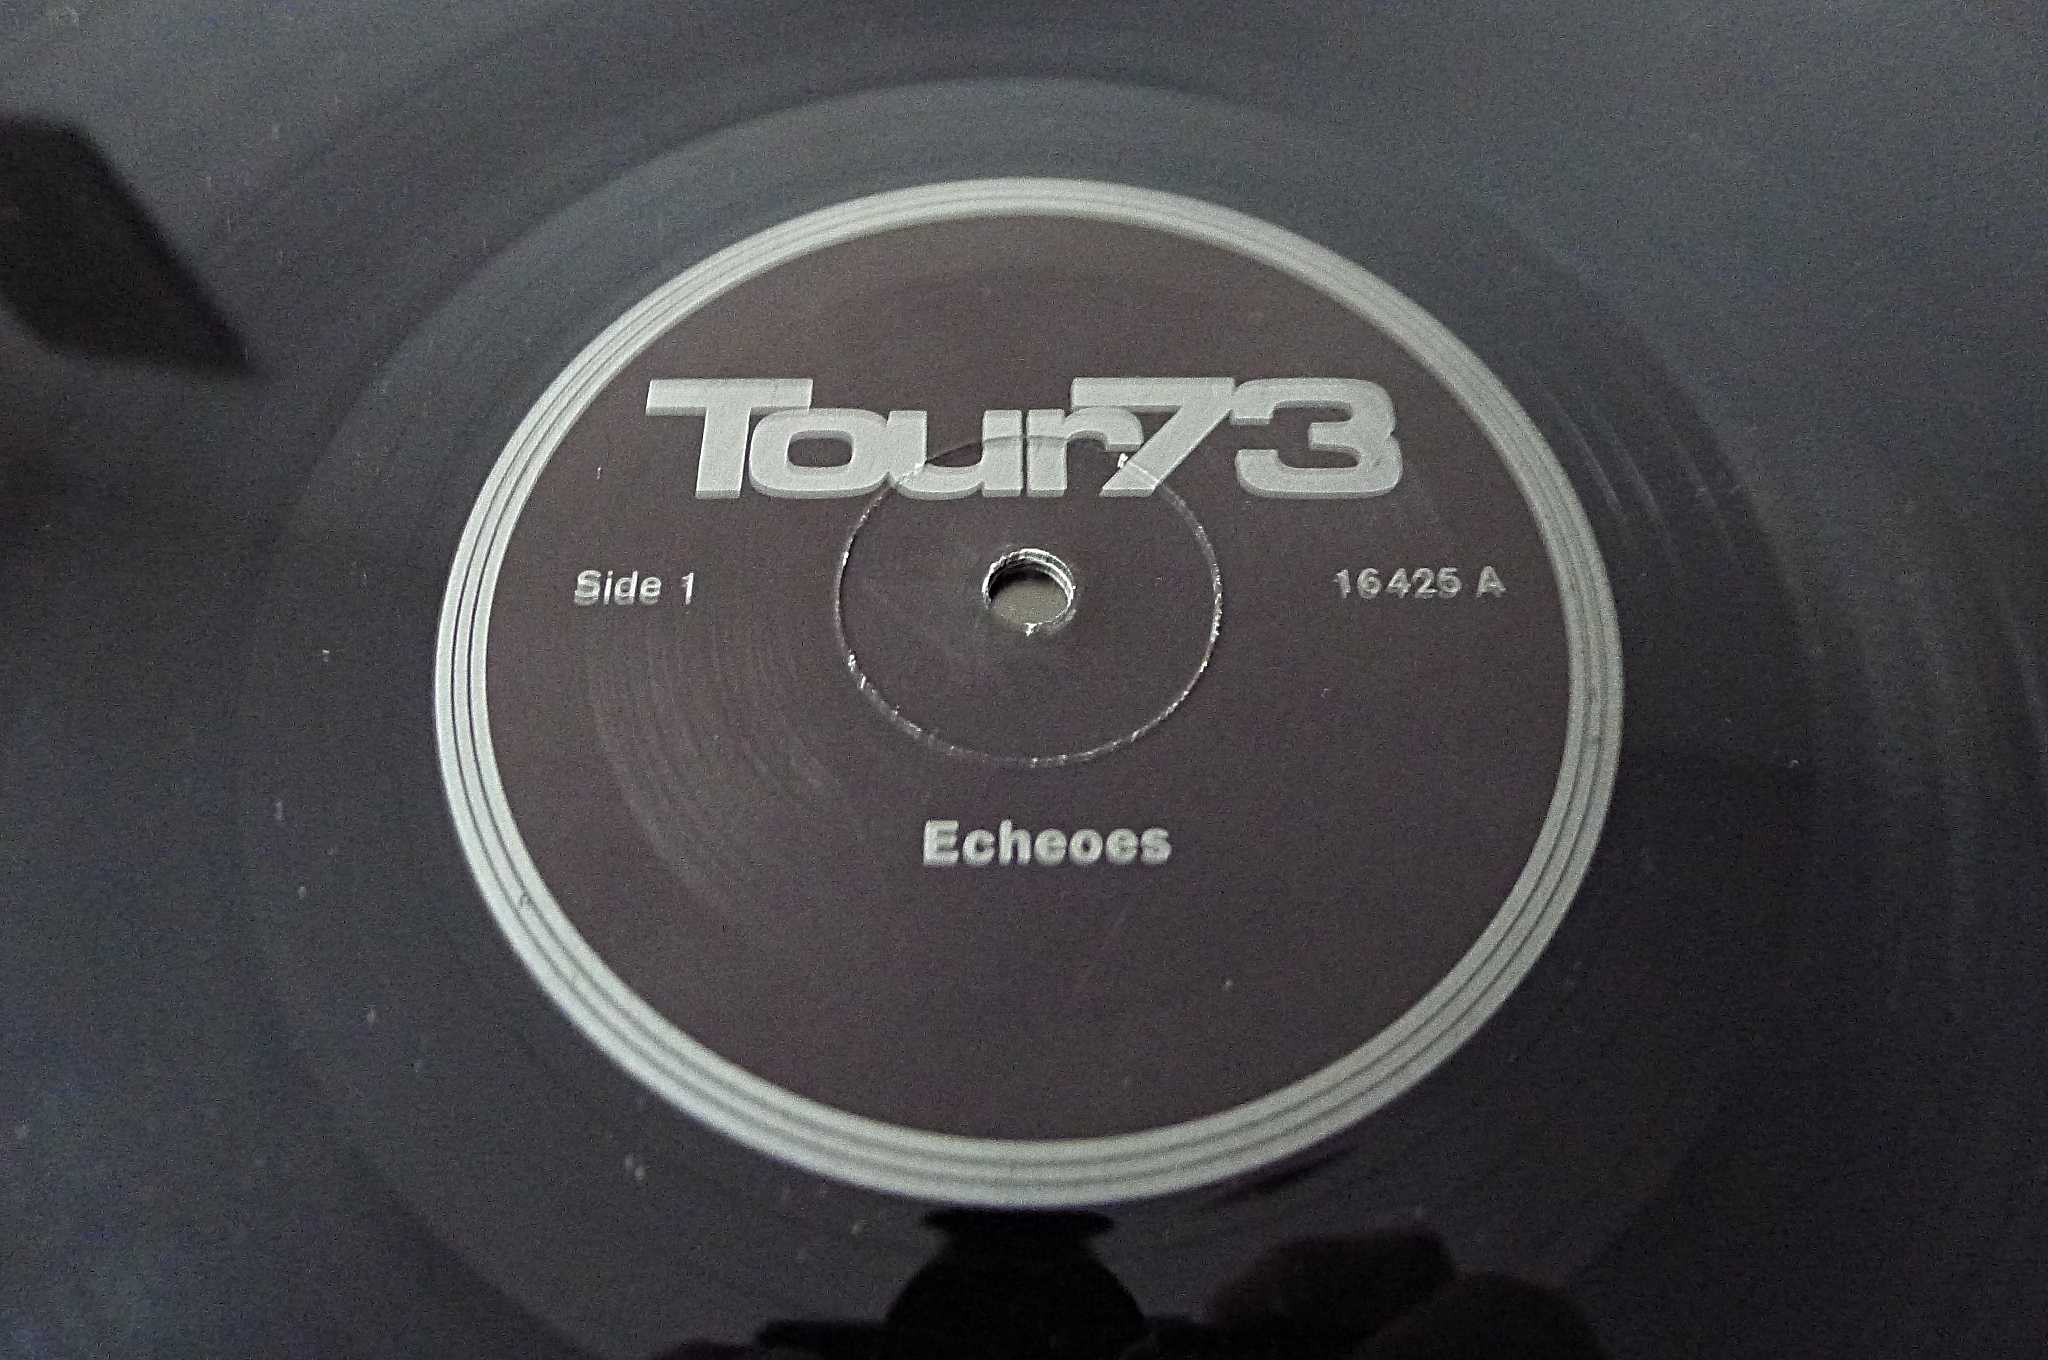 Tour73
Side 1
16425 A
Echeoes